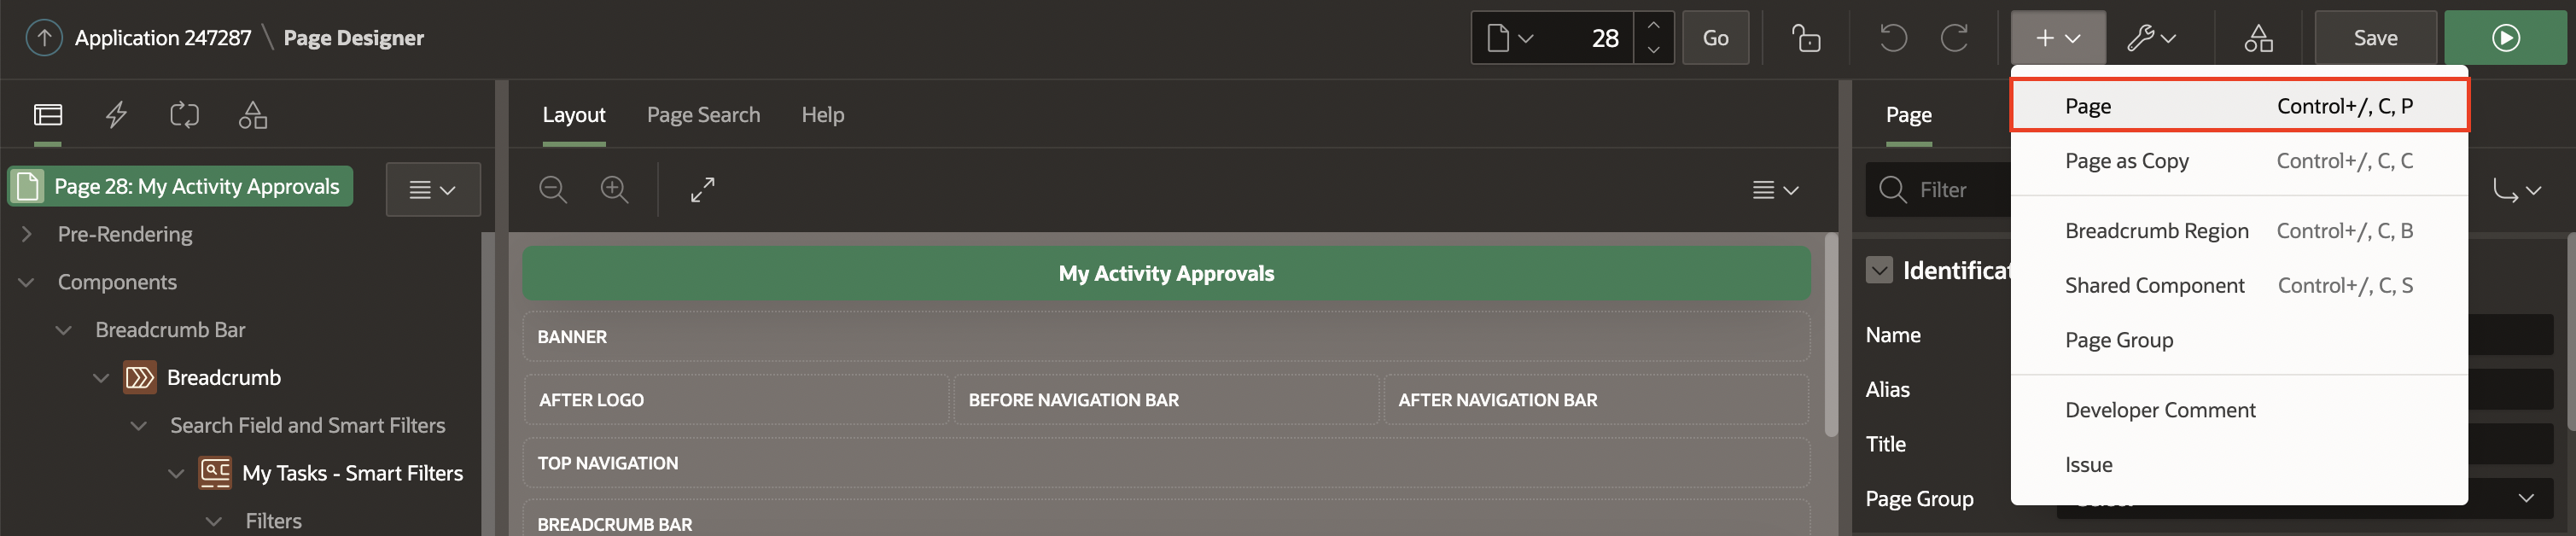 Application 247287 \ Page Designer
28
Go
Save
Layout
Page Search
Help
Page
Page 28: My Activity Approvals
Pre-Rendering
Components
Breadcrumb Bar
Breadcrumb
Search Field and Smart Filters
My Tasks - Smart Filters
Filters
My Activity Approvals
BANNER
AFTER LOGO
BEFORE NAVIGATION BAR
AFTER NAVIGATION BAR
TOP NAVIGATION
BREADCRUMB BAR
Filter
Identificat
Name
Alias
Title
Page Group
Page Control+/, C, P
Page as Copy Control+/, C, C
Breadcrumb Region Control+/, C, B
Shared Component Control+/, C, S
Page Group
Developer Comment
Issue